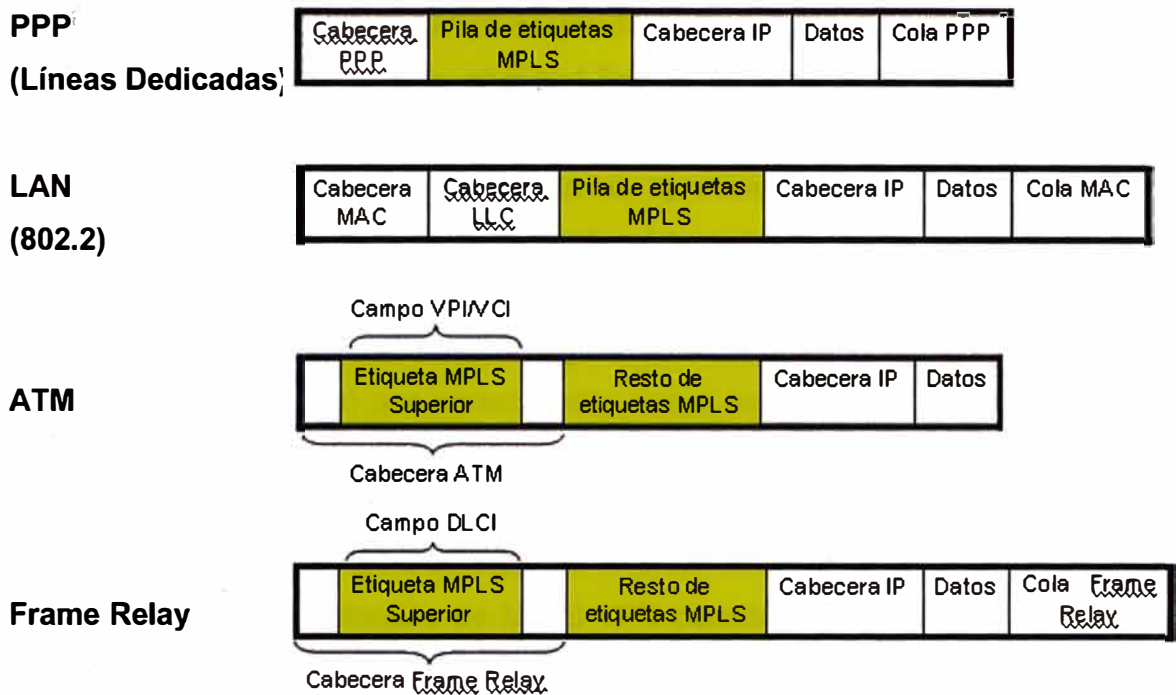 PPP
(Líneas Dedicadas)
Cabecera
PPP
Pila de etiquetas
MPLS
Cabecera IP
Datos
Cola PPP
LAN
(802.2)
Cabecera
MAC
Cabecera
LLC
Pila de etiquetas
MPLS
Cabecera IP
Datos
Cola MAC
Campo VPI/VCI
ATM
Etiqueta MPLS
Superior
Resto de
etiquetas MPLS
Cabecera IP
Datos
Cabecera ATM
Campo DLCI
Frame Relay
Etiqueta MPLS
Superior
Resto de
etiquetas MPLS
Cabecera IP
Datos
Cola Frame
Relay
Cabecera Frame Relay